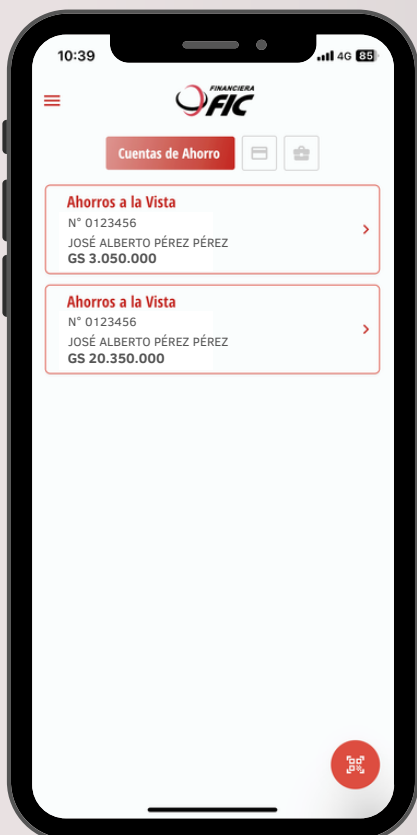 10:39
4G 85
FINANCIERA
FIC
Cuentas de Ahorro
Ahorros a la Vista
N° 0123456
JOSÉ ALBERTO PÉREZ PÉREZ
GS 3.050.000
Ahorros a la Vista
N° 0123456
JOSÉ ALBERTO PÉREZ PÉREZ
GS 20.350.000